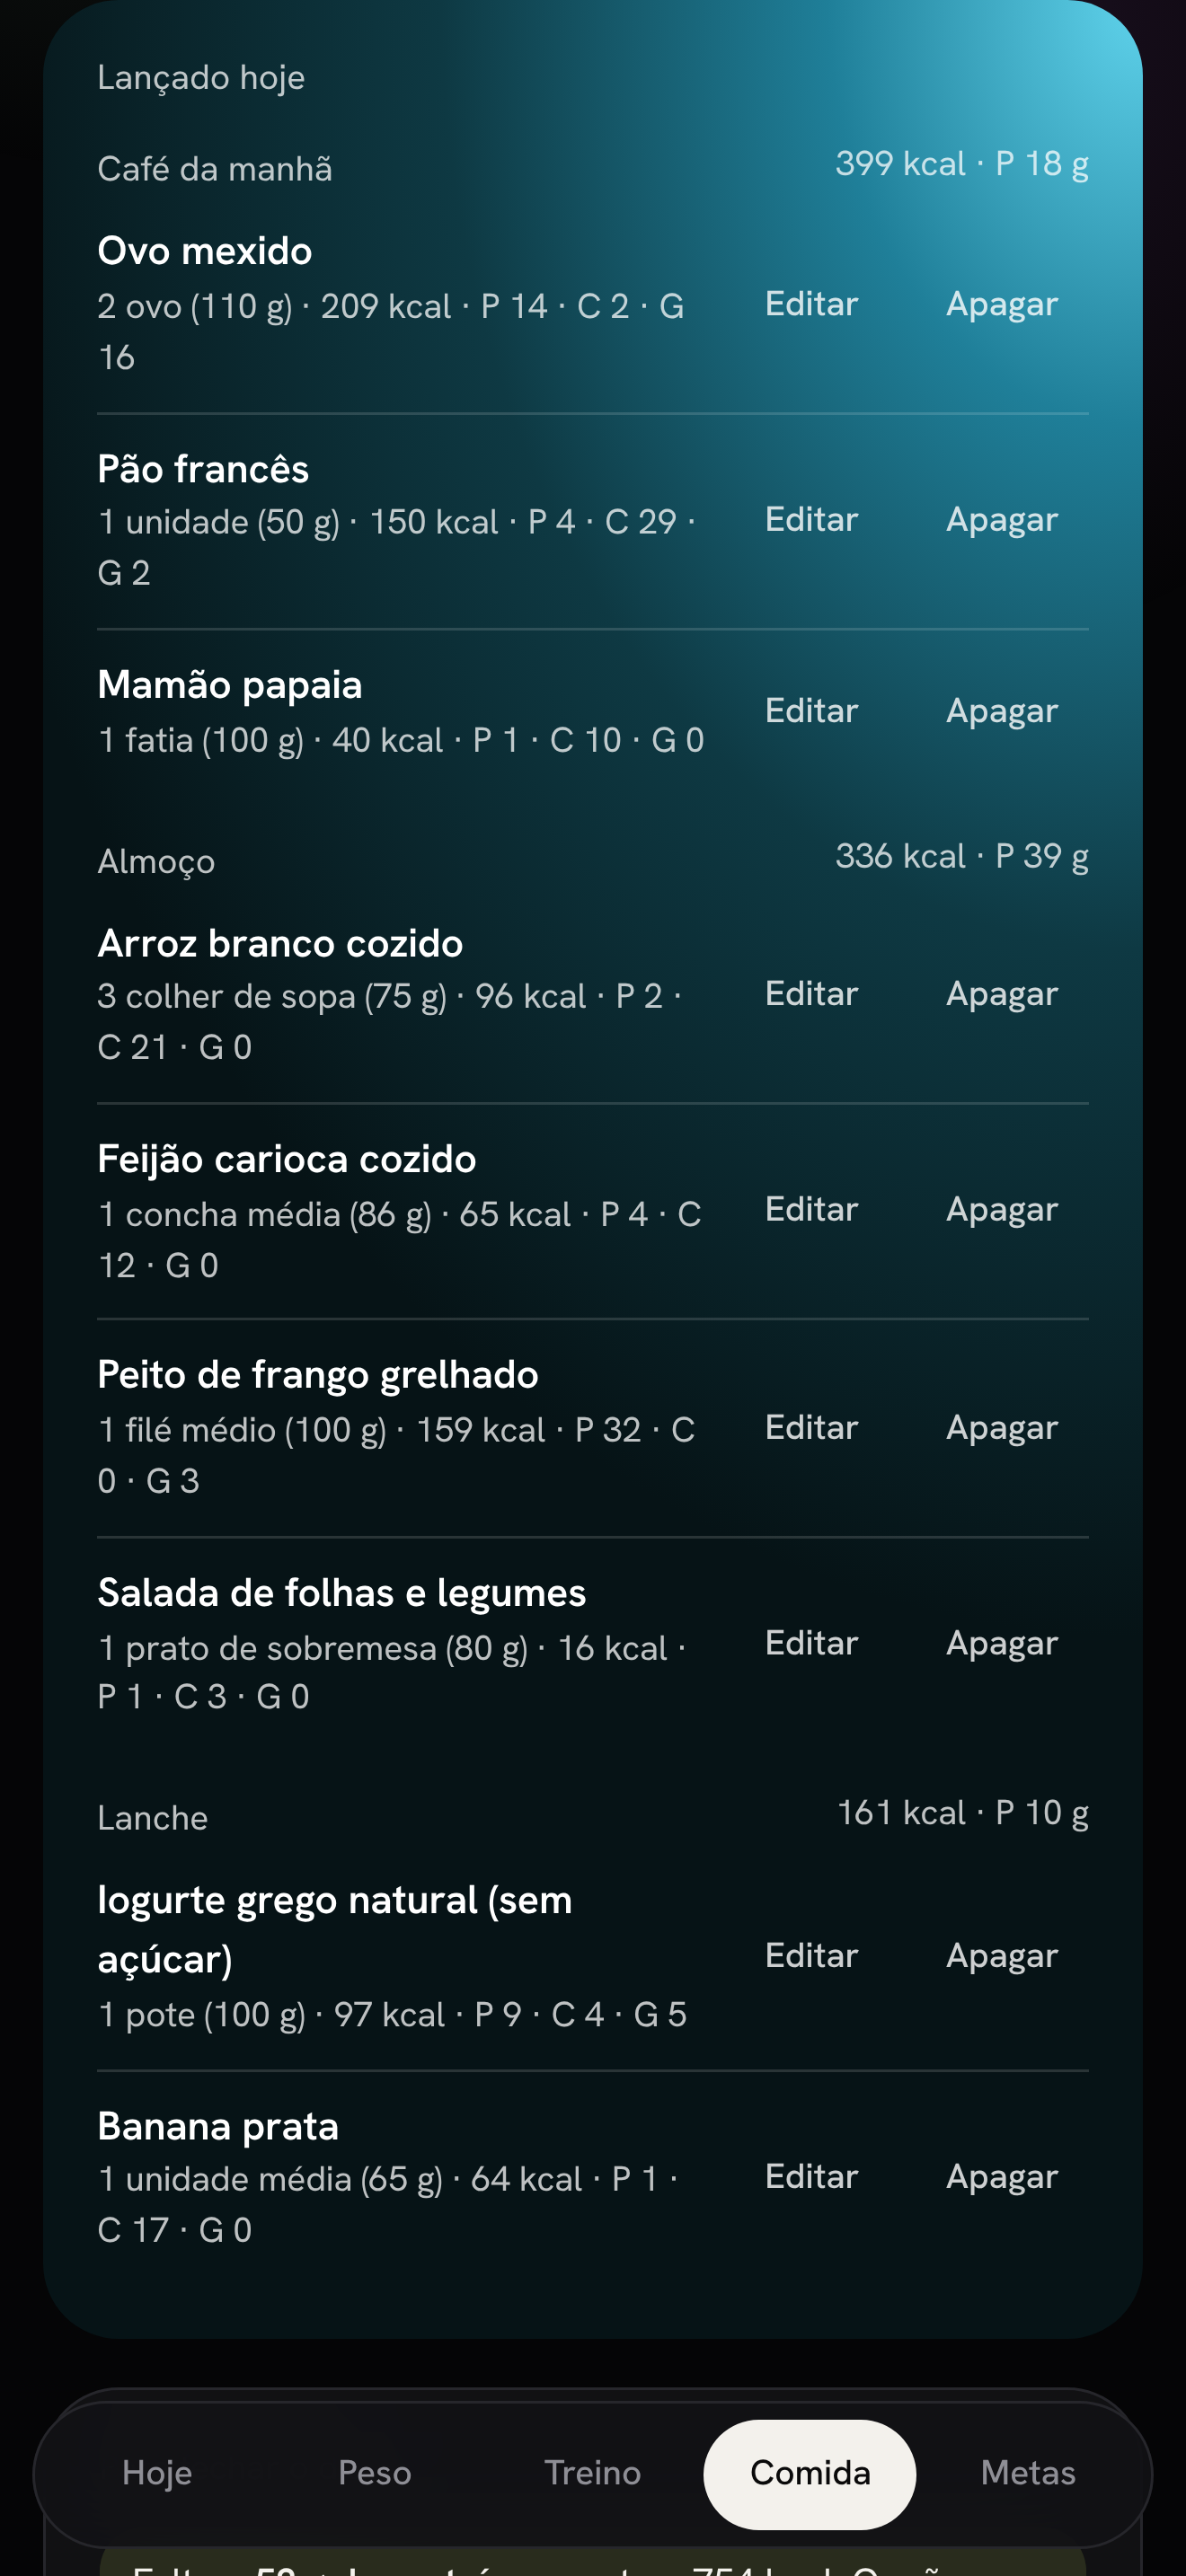 Lançado hoje
Café da manhã
399 kcal · P 18 g
Ovo mexido
2 ovo (110 g) · 209 kcal · P 14 · C 2 · G
16
Editar
Apagar
Pão francês
1 unidade (50 g) · 150 kcal · P 4 · C 29 ·
G 2
Editar
Apagar
Mamão papaia
1 fatia (100 g) · 40 kcal · P 1 · C 10 · G 0
Editar
Apagar
Almoço
336 kcal · P 39 g
Arroz branco cozido
3 colher de sopa (75 g) · 96 kcal · P 2 ·
C 21 · G 0
Editar
Apagar
Feijão carioca cozido
1 concha média (86 g) · 65 kcal · P 4 · C
12 · G 0
Editar
Apagar
Peito de frango grelhado
1 filé médio (100 g) · 159 kcal · P 32 · C
0 · G 3
Editar
Apagar
Salada de folhas e legumes
1 prato de sobremesa (80 g) · 16 kcal ·
P 1 · C 3 · G 0
Editar
Apagar
Lanche
161 kcal · P 10 g
Iogurte grego natural (sem
açúcar)
1 pote (100 g) · 97 kcal · P 9 · C 4 · G 5
Editar
Apagar
Banana prata
1 unidade média (65 g) · 64 kcal · P 1 ·
C 17 · G 0
Editar
Apagar
Hoje
Peso
Treino
Comida
Metas